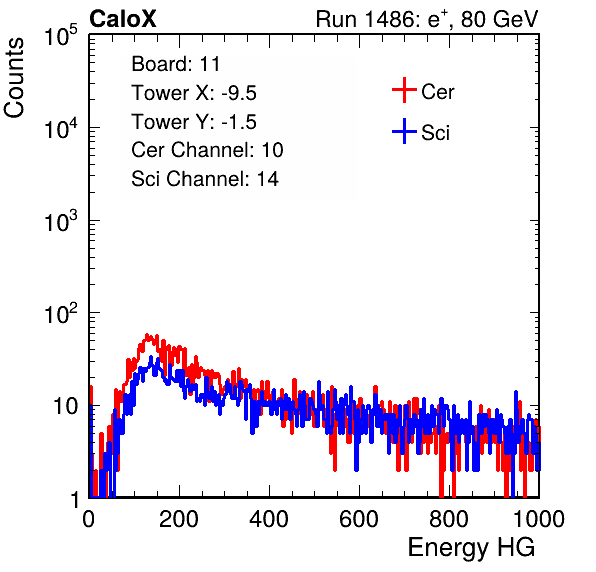 CaloX Run 1486: e⁺, 80 GeV
Counts
10⁵
10⁴
10³
10²
10
1
Board: 11
Tower X: -9.5
Tower Y: -1.5
Cer Channel: 10
Sci Channel: 14
Cer
Sci
0 200 400 600 800 1000
Energy HG